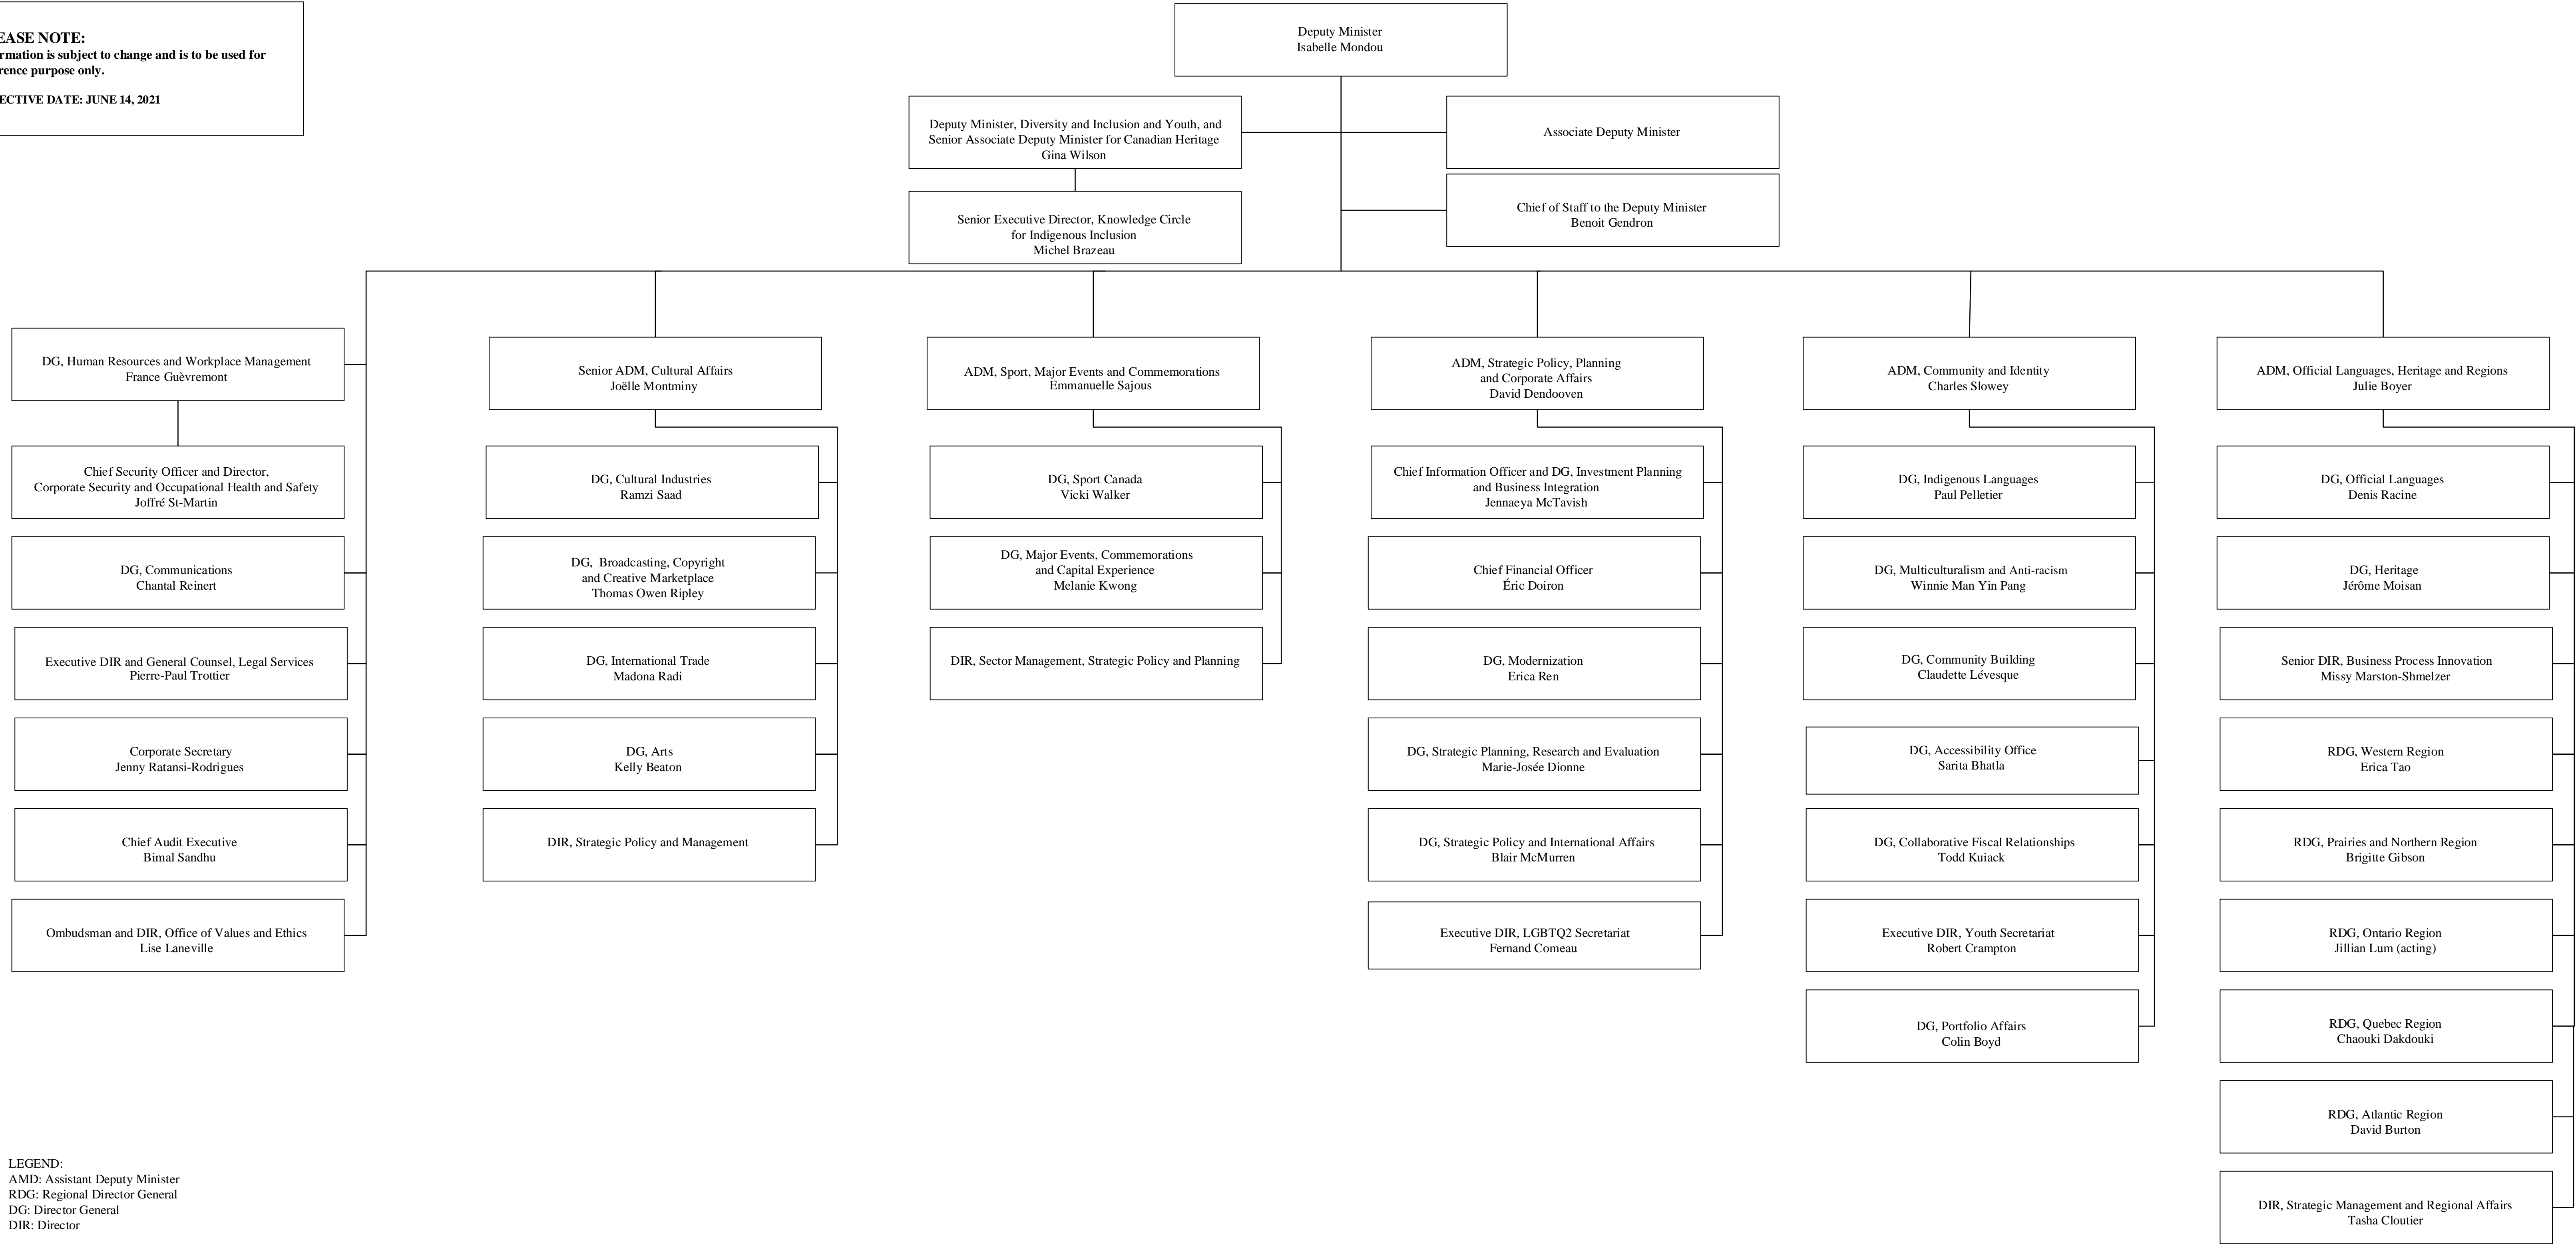 EASE NOTE:
rmation is subject to change and is to be used for
rence purpose only.
ECTIVE DATE: JUNE 14, 2021
Deputy Minister
Isabelle Mondou
Deputy Minister, Diversity and Inclusion and Youth, and
Senior Associate Deputy Minister for Canadian Heritage
Gina Wilson
Associate Deputy Minister
Senior Executive Director, Knowledge Circle
for Indigenous Inclusion
Michel Brazeau
Chief of Staff to the Deputy Minister
Benoit Gendron
DG, Human Resources and Workplace Management
France Guèvremont
Chief Security Officer and Director,
Corporate Security and Occupational Health and Safety
Joffré St-Martin
DG, Communications
Chantal Reinert
Executive DIR and General Counsel, Legal Services
Pierre-Paul Trottier
Corporate Secretary
Jenny Ratansi-Rodrigues
Chief Audit Executive
Bimal Sandhu
Ombudsman and DIR, Office of Values and Ethics
Lise Laneville
Senior ADM, Cultural Affairs
Joëlle Montminy
DG, Cultural Industries
Ramzi Saad
DG, Broadcasting, Copyright
and Creative Marketplace
Thomas Owen Ripley
DG, International Trade
Madona Radi
DG, Arts
Kelly Beaton
DIR, Strategic Policy and Management
ADM, Sport, Major Events and Commemorations
Emmanuelle Sajous
DG, Sport Canada
Vicki Walker
DG, Major Events, Commemorations
and Capital Experience
Melanie Kwong
DIR, Sector Management, Strategic Policy and Planning
ADM, Strategic Policy, Planning
and Corporate Affairs
David Dendooven
Chief Information Officer and DG, Investment Planning
and Business Integration
Jennaeya McTavish
Chief Financial Officer
Éric Doiron
DG, Modernization
Erica Ren
DG, Strategic Planning, Research and Evaluation
Marie-Josée Dionne
DG, Strategic Policy and International Affairs
Blair McMurren
Executive DIR, LGBTQ2 Secretariat
Fernand Comeau
ADM, Community and Identity
Charles Slowey
DG, Indigenous Languages
Paul Pelletier
DG, Multiculturalism and Anti-racism
Winnie Man Yin Pang
DG, Community Building
Claudette Lévesque
DG, Accessibility Office
Sarita Bhatla
DG, Collaborative Fiscal Relationships
Todd Kuiack
Executive DIR, Youth Secretariat
Robert Crampton
DG, Portfolio Affairs
Colin Boyd
ADM, Official Languages, Heritage and Regions
Julie Boyer
DG, Official Languages
Denis Racine
DG, Heritage
Jérôme Moisan
Senior DIR, Business Process Innovation
Missy Marston-Shmelzer
RDG, Western Region
Erica Tao
RDG, Prairies and Northern Region
Brigitte Gibson
RDG, Ontario Region
Jillian Lum (acting)
RDG, Quebec Region
Chaouki Dakdouki
RDG, Atlantic Region
David Burton
DIR, Strategic Management and Regional Affairs
Tasha Cloutier
LEGEND:
AMD: Assistant Deputy Minister
RDG: Regional Director General
DG: Director General
DIR: Director